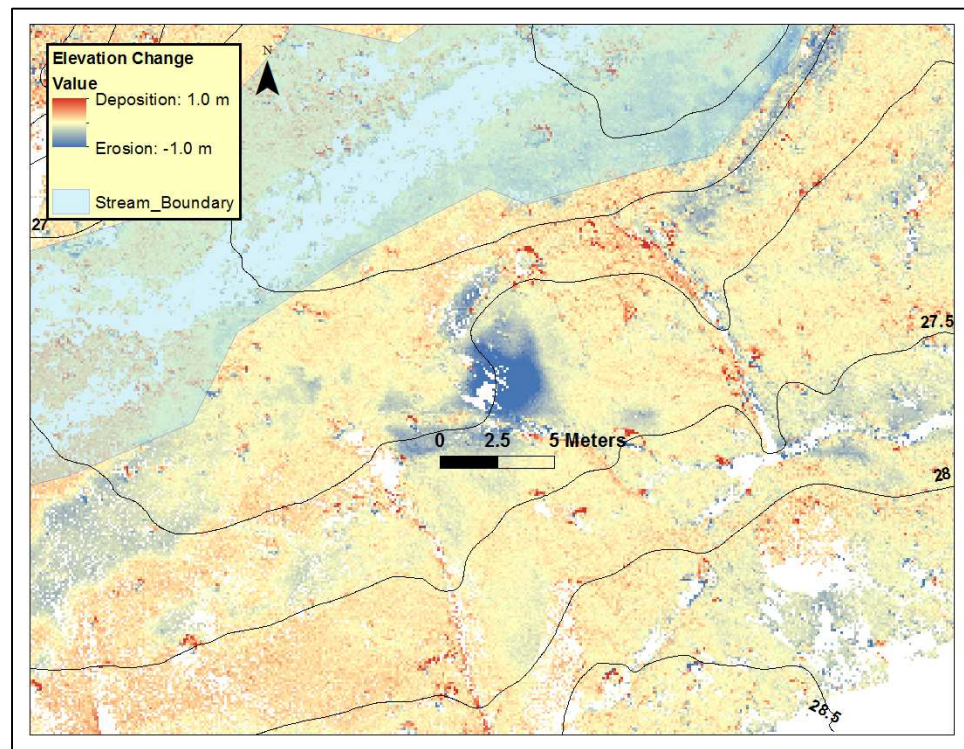 Elevation Change
Value
Deposition: 1.0 m
Erosion: -1.0 m
Stream_Boundary
N
27
27.5
0 2.5 5 Meters
28
28.5